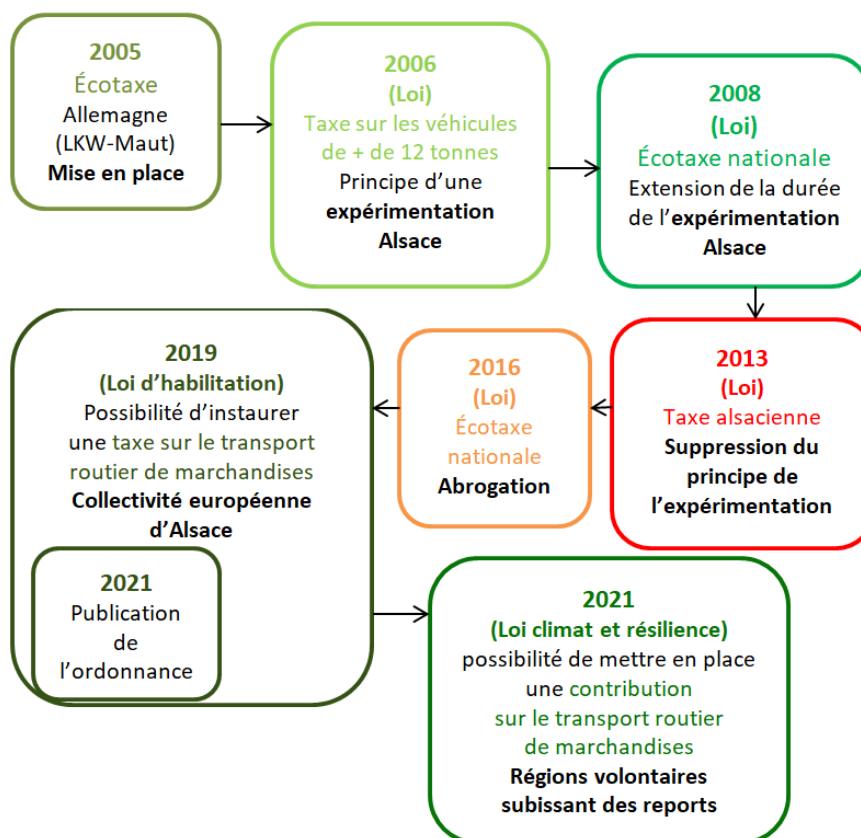 2005
Écotaxe
Allemagne
(LKW-Maut)
Mise en place
2006
(Loi)
Taxe sur les véhicules
de + de 12 tonnes
Principe d’une
expérimentation
Alsace
2008
(Loi)
Écotaxe nationale
Extension de la durée
de l’expérimentation
Alsace
2013
(Loi)
Taxe alsacienne
Suppression du
principe de
l’expérimentation
2016
(Loi)
Écotaxe
nationale
Abrogation
2019
(Loi d’habilitation)
Possibilité d’instaurer
une taxe sur le transport
routier de marchandises
Collectivité européenne
d’Alsace
2021
Publication
de
l’ordonnance
2021
(Loi climat et résilience)
possibilité de mettre en place
une contribution
sur le transport routier
de marchandises
Régions volontaires
subissant des reports